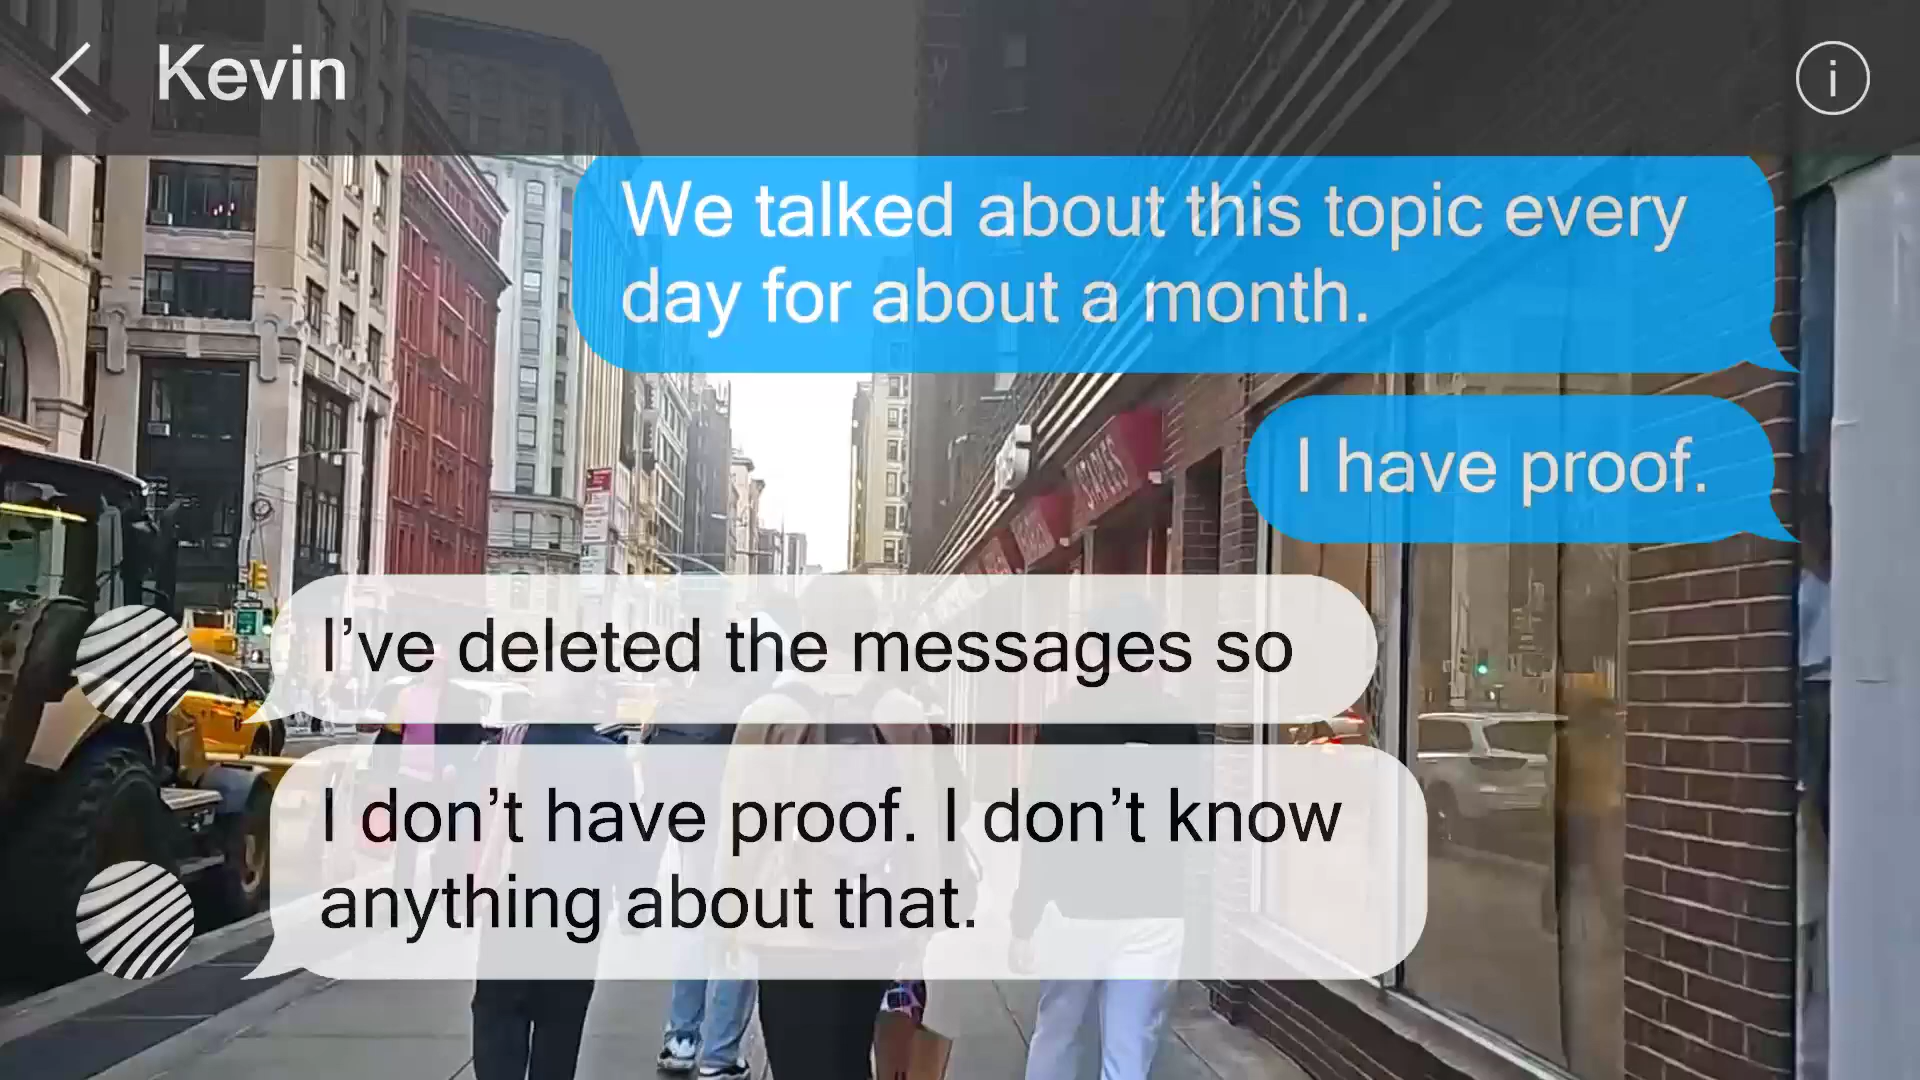 Kevin
We talked about this topic every
day for about a month.
I have proof.
STAPLES
I've deleted the messages so
I don't have proof. I don't know
anything about that.